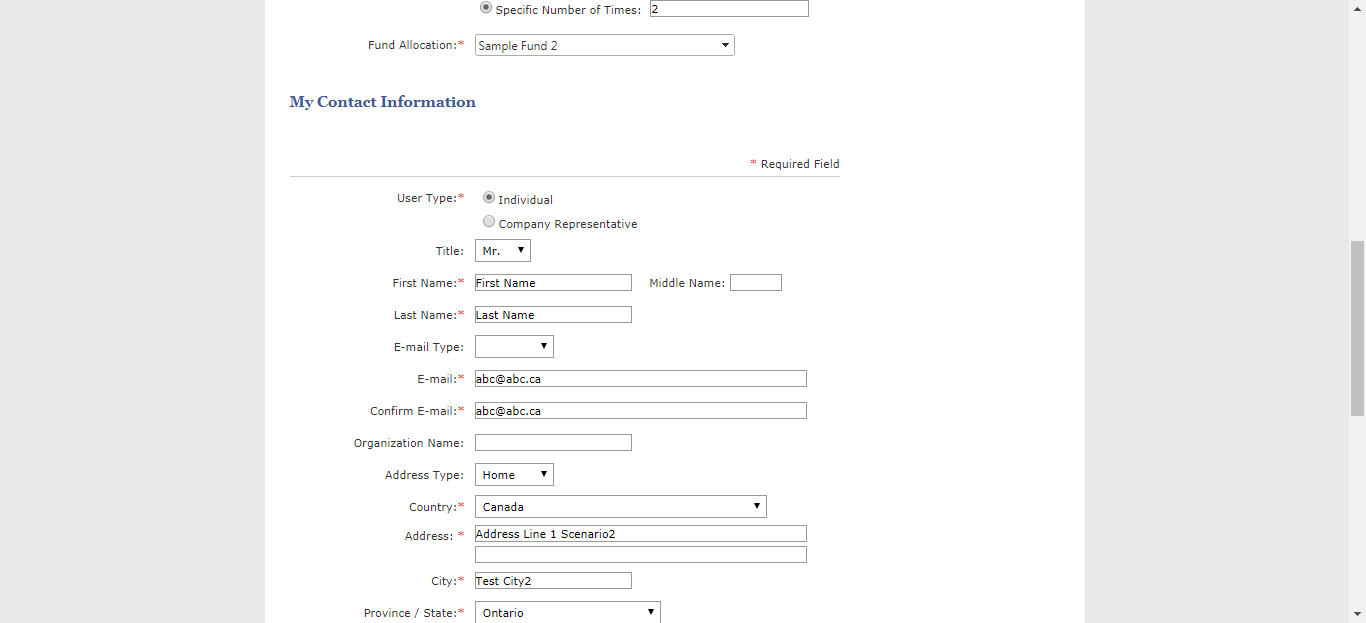 Specific Number of Times: 2
Fund Allocation:* Sample Fund 2
My Contact Information
* Required Field
User Type:* Individual
Company Representative
Title: Mr.
First Name:* First Name Middle Name:
Last Name:* Last Name
E-mail Type:
E-mail:* abc@abc.ca
Confirm E-mail:* abc@abc.ca
Organization Name:
Address Type: Home
Country:* Canada
Address: * Address Line 1 Scenario2
City:* Test City2
Province / State:* Ontario